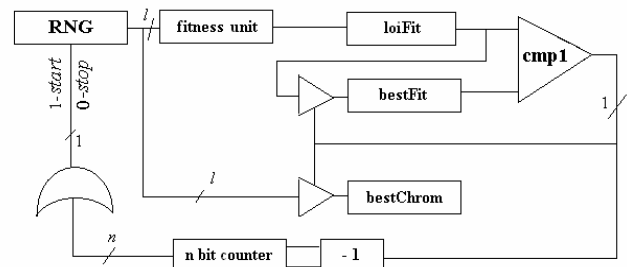 RNG
l
fitness unit
loiFit
cmp1
1-start
0-stop
bestFit
1
1
l
bestChrom
n
n bit counter
- 1